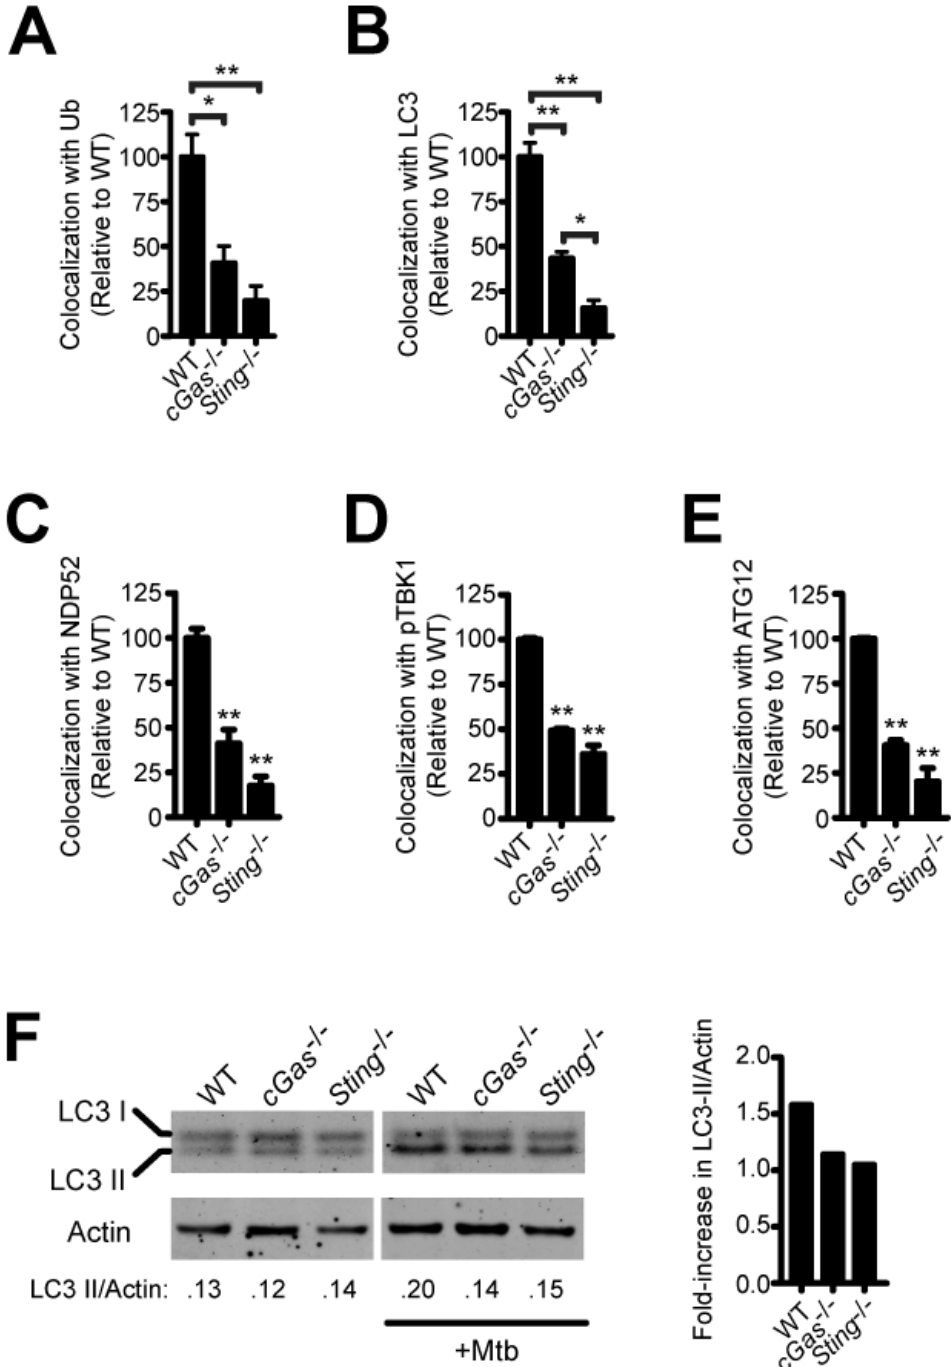 A
B
Colocalization with Ub
(Relative to WT)
**
*
125
100
75
50
25
0
WT
cGas-/-
Sting-/-
Colocalization with LC3
(Relative to WT)
**
**
*
125
100
75
50
25
0
WT
cGas-/-
Sting-/-
C
D
E
Colocalization with NDP52
(Relative to WT)
125
100
75
50
25
0
**
**
WT
cGas-/-
Sting-/-
Colocalization with pTBK1
(Relative to WT)
125
100
75
50
25
0
**
**
WT
cGas-/-
Sting-/-
Colocalization with ATG12
(Relative to WT)
125
100
75
50
25
0
**
**
WT
cGas-/-
Sting-/-
F
WT cGas-/- Sting-/- WT cGas-/- Sting-/-
LC3 I
LC3 II
Actin
LC3 II/Actin: .13 .12 .14 .20 .14 .15
+Mtb
Fold-increase in LC3-II/Actin
2.0
1.5
1.0
0.5
0.0
WT
cGas-/-
Sting-/-